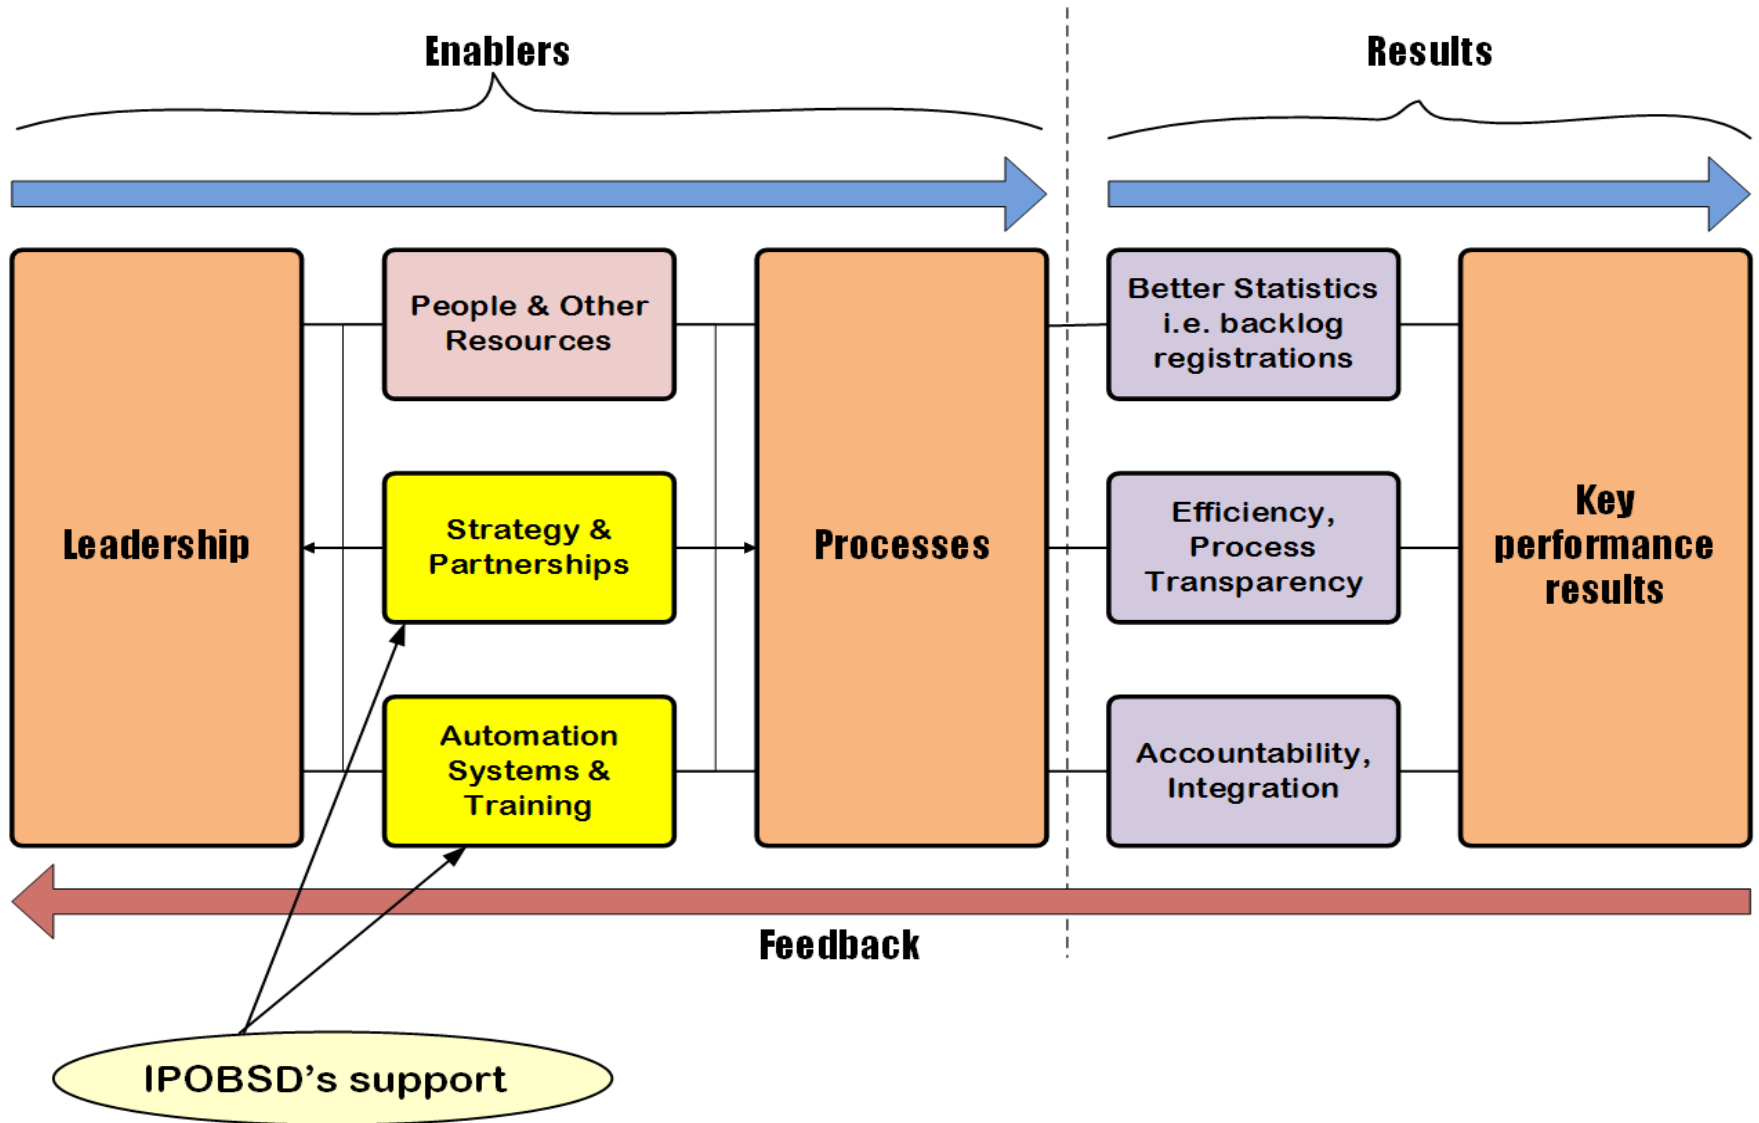 Enablers
Results
Leadership
People & Other
Resources
Strategy &
Partnerships
Automation
Systems &
Training
Processes
Better Statistics
i.e. backlog
registrations
Efficiency,
Process
Transparency
Accountability,
Integration
Key
performance
results
Feedback
IPOBSD’s support